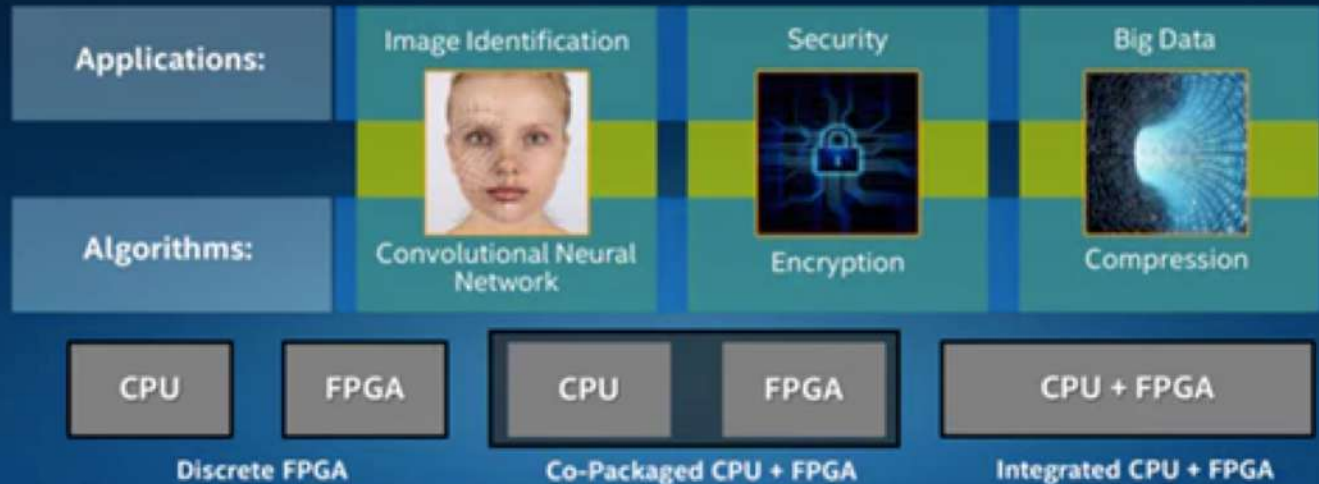 Applications:
Image Identification
Security
Big Data
Algorithms:
Convolutional Neural
Network
Encryption
Compression
CPU
FPGA
CPU
FPGA
CPU + FPGA
Discrete FPGA
Co-Packaged CPU + FPGA
Integrated CPU + FPGA